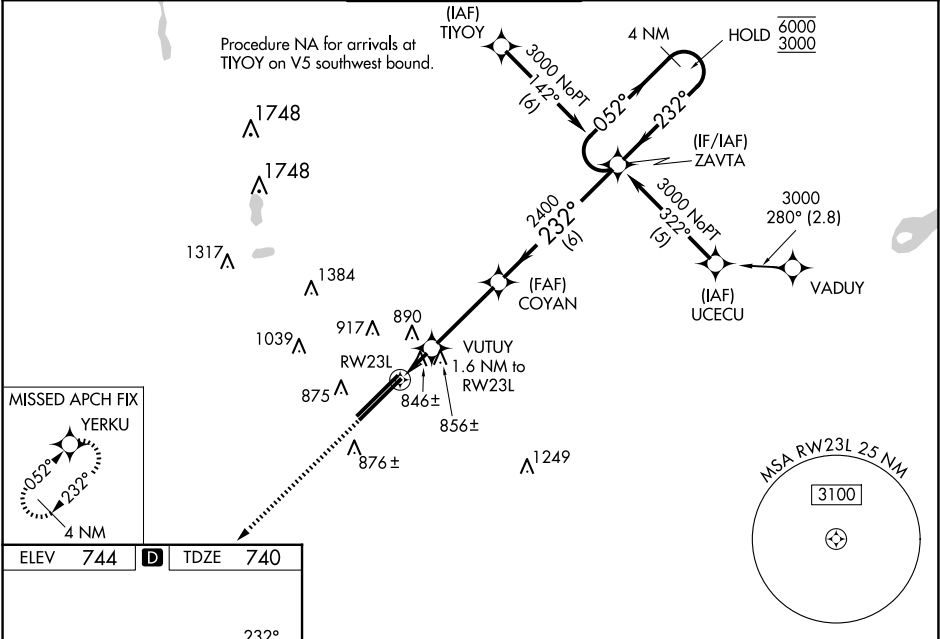 (IAF)
TIYOY
Procedure NA for arrivals at
TIYOY on V5 southwest bound.
3000 NoPT
142°
(6)
4 NM
HOLD
6000
3000
052°
232°
(IF/IAF)
ZAVTA
1748
1748
2400
232°
(6)
3000 NoPT
322°
(5)
3000
280° (2.8)
VADUY
(IAF)
UCECU
1317
1384
(FAF)
COYAN
917
890
1039
VUTUY
1.6 NM to
RW23L
RW23L
875
846±
856±
876±
1249
MISSED APCH FIX
YERKU
052°
232°
4 NM
MSA RW23L 25 NM
3100
ELEV 744 D TDZE 740
232°